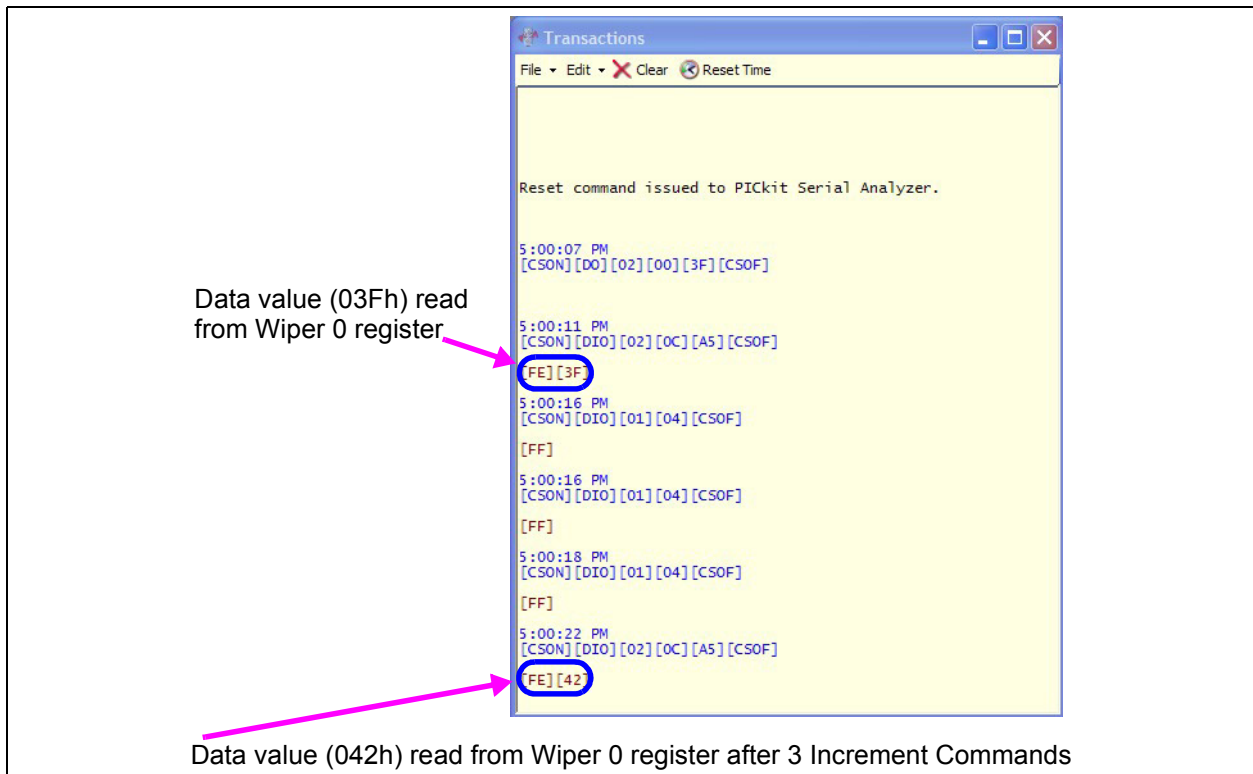 Transactions
File Edit Clear Reset Time
Reset command issued to PICkit Serial Analyzer.
5:00:07 PM
[CSON][DO][02][00][3F][CSOF]
Data value (03Fh) read
from Wiper 0 register
5:00:11 PM
[CSON][DIO][02][0C][A5][CSOF]
[FE][3F]
5:00:16 PM
[CSON][DIO][01][04][CSOF]
[FF]
5:00:16 PM
[CSON][DIO][01][04][CSOF]
[FF]
5:00:18 PM
[CSON][DIO][01][04][CSOF]
[FF]
5:00:22 PM
[CSON][DIO][02][0C][A5][CSOF]
[FE][42]
Data value (042h) read from Wiper 0 register after 3 Increment Commands